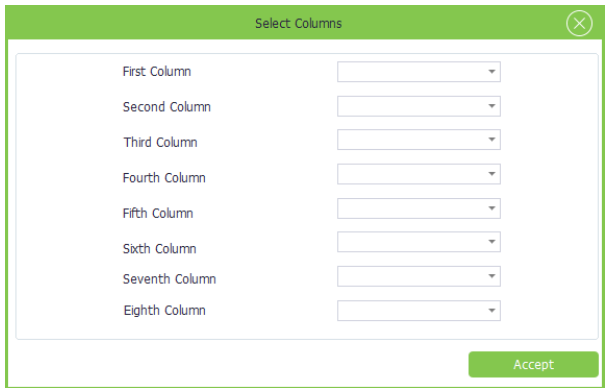 Select Columns
First Column
Second Column
Third Column
Fourth Column
Fifth Column
Sixth Column
Seventh Column
Eighth Column
Accept